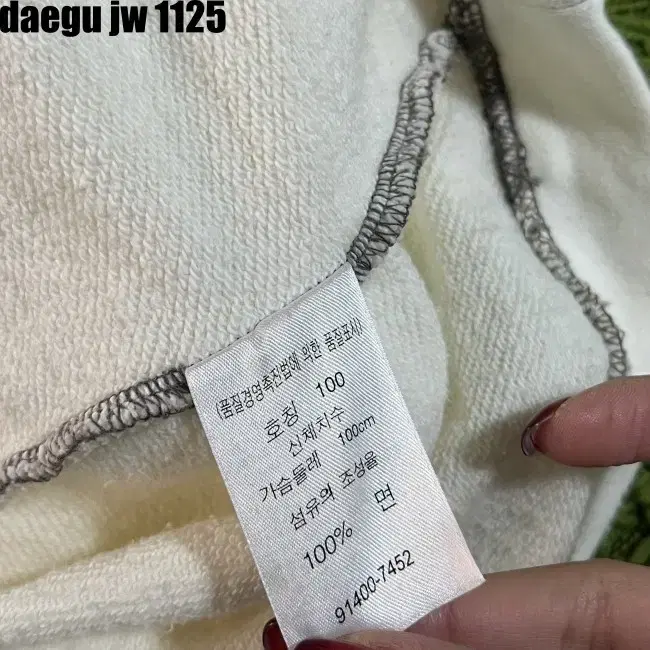 daegu jw 1125
(품질경영촉진법에 의한 품질표시)
호칭 100
신체치수
가슴둘레 100cm
섬유의 조성율
100% 면
91400-7452